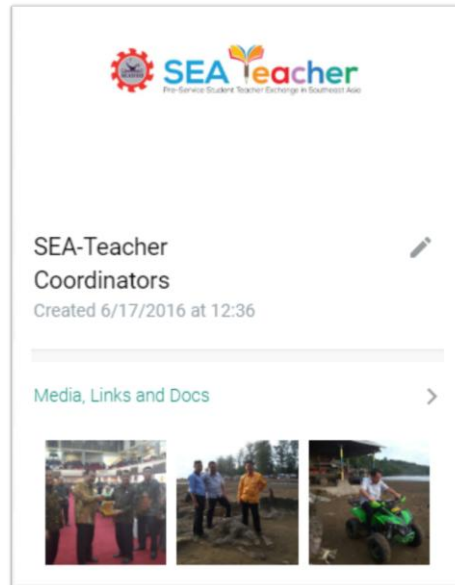 SEA Teacher
Pre-Service Student Teacher Exchange in Southeast Asia
SEA-Teacher
Coordinators
Created 6/17/2016 at 12:36
Media, Links and Docs